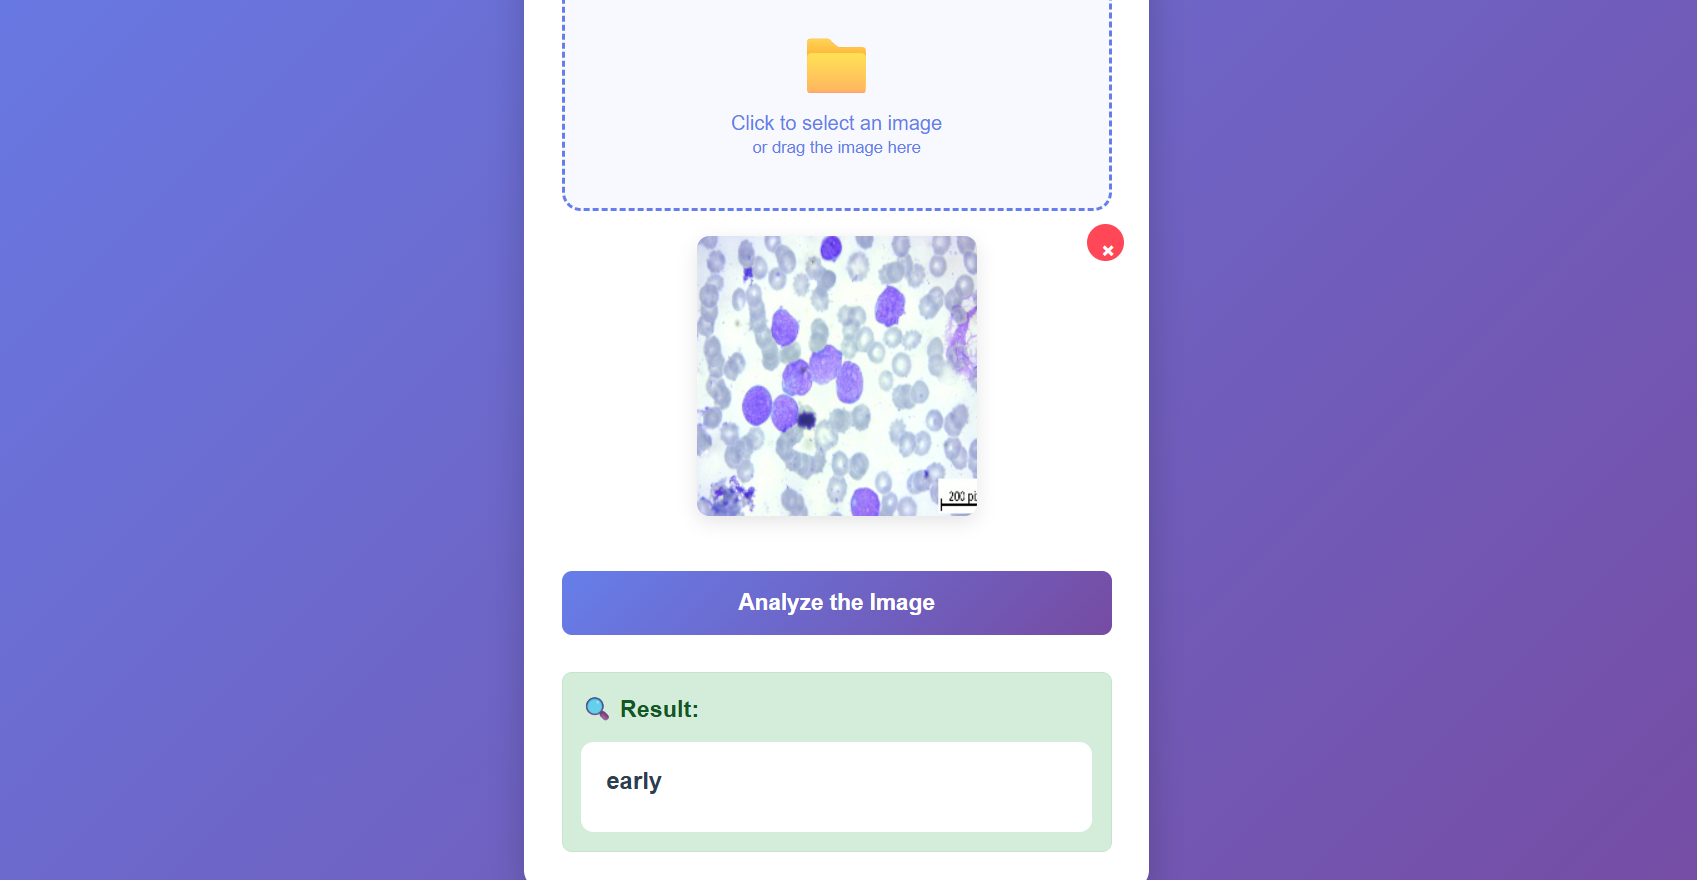 Click to select an image
or drag the image here
200 pi
Analyze the Image
Result:
early